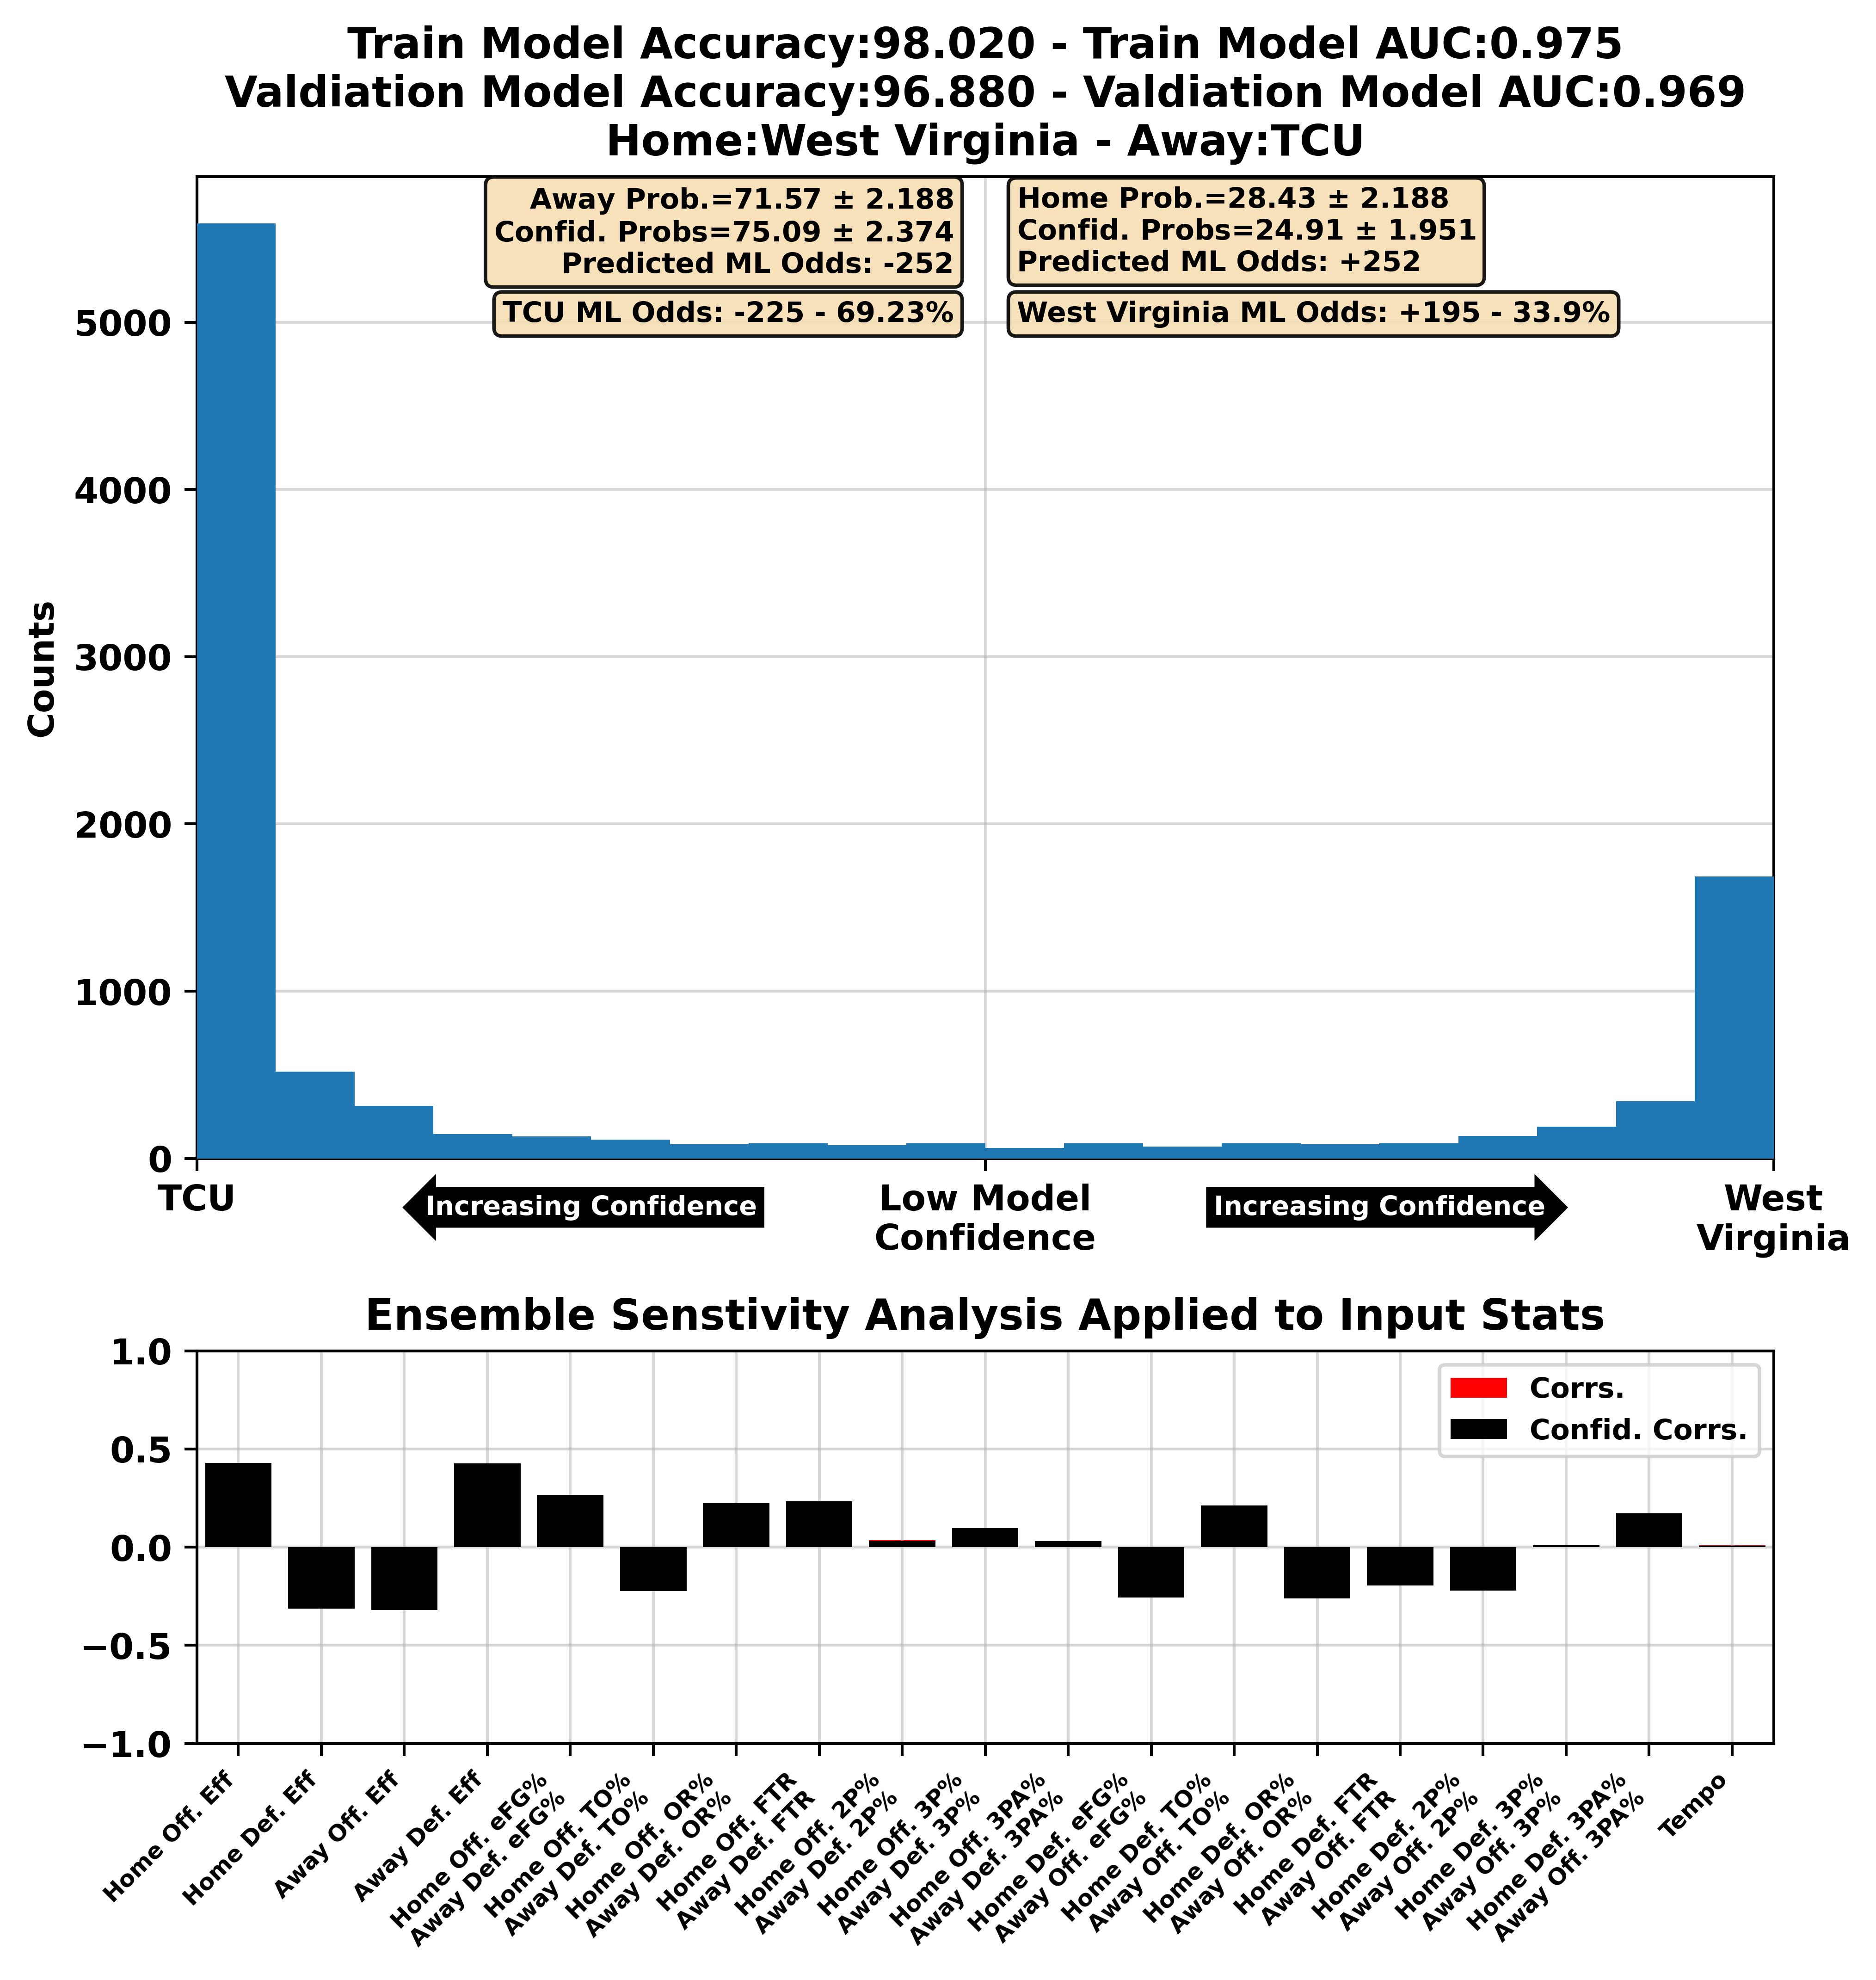 Train Model Accuracy:98.020 - Train Model AUC:0.975
Valdiation Model Accuracy:96.880 - Valdiation Model AUC:0.969
Home:West Virginia - Away:TCU
Away Prob.=71.57 ± 2.188
Confid. Probs=75.09 ± 2.374
Predicted ML Odds: -252
TCU ML Odds: -225 - 69.23%
Home Prob.=28.43 ± 2.188
Confid. Probs=24.91 ± 1.951
Predicted ML Odds: +252
West Virginia ML Odds: +195 - 33.9%
Counts
5000
4000
3000
2000
1000
0
TCU
Increasing Confidence
Low Model
Confidence
Increasing Confidence
West
Virginia
Ensemble Senstivity Analysis Applied to Input Stats
1.0
0.5
0.0
−0.5
−1.0
Corrs.
Confid. Corrs.
Home Off. Eff
Home Def. Eff
Away Off. Eff
Away Def. Eff
Home Off. eFG%
Away Def. eFG%
Home Off. TO%
Away Def. TO%
Home Off. OR%
Away Def. OR%
Home Off. FTR
Away Def. FTR
Home Off. 2P%
Away Def. 2P%
Home Off. 3P%
Away Def. 3P%
Home Off. 3PA%
Away Def. 3PA%
Home Def. eFG%
Away Off. eFG%
Home Def. TO%
Away Off. TO%
Home Def. OR%
Away Off. OR%
Home Def. FTR
Away Off. FTR
Home Def. 2P%
Away Off. 2P%
Home Def. 3P%
Away Off. 3P%
Home Def. 3PA%
Away Off. 3PA%
Tempo